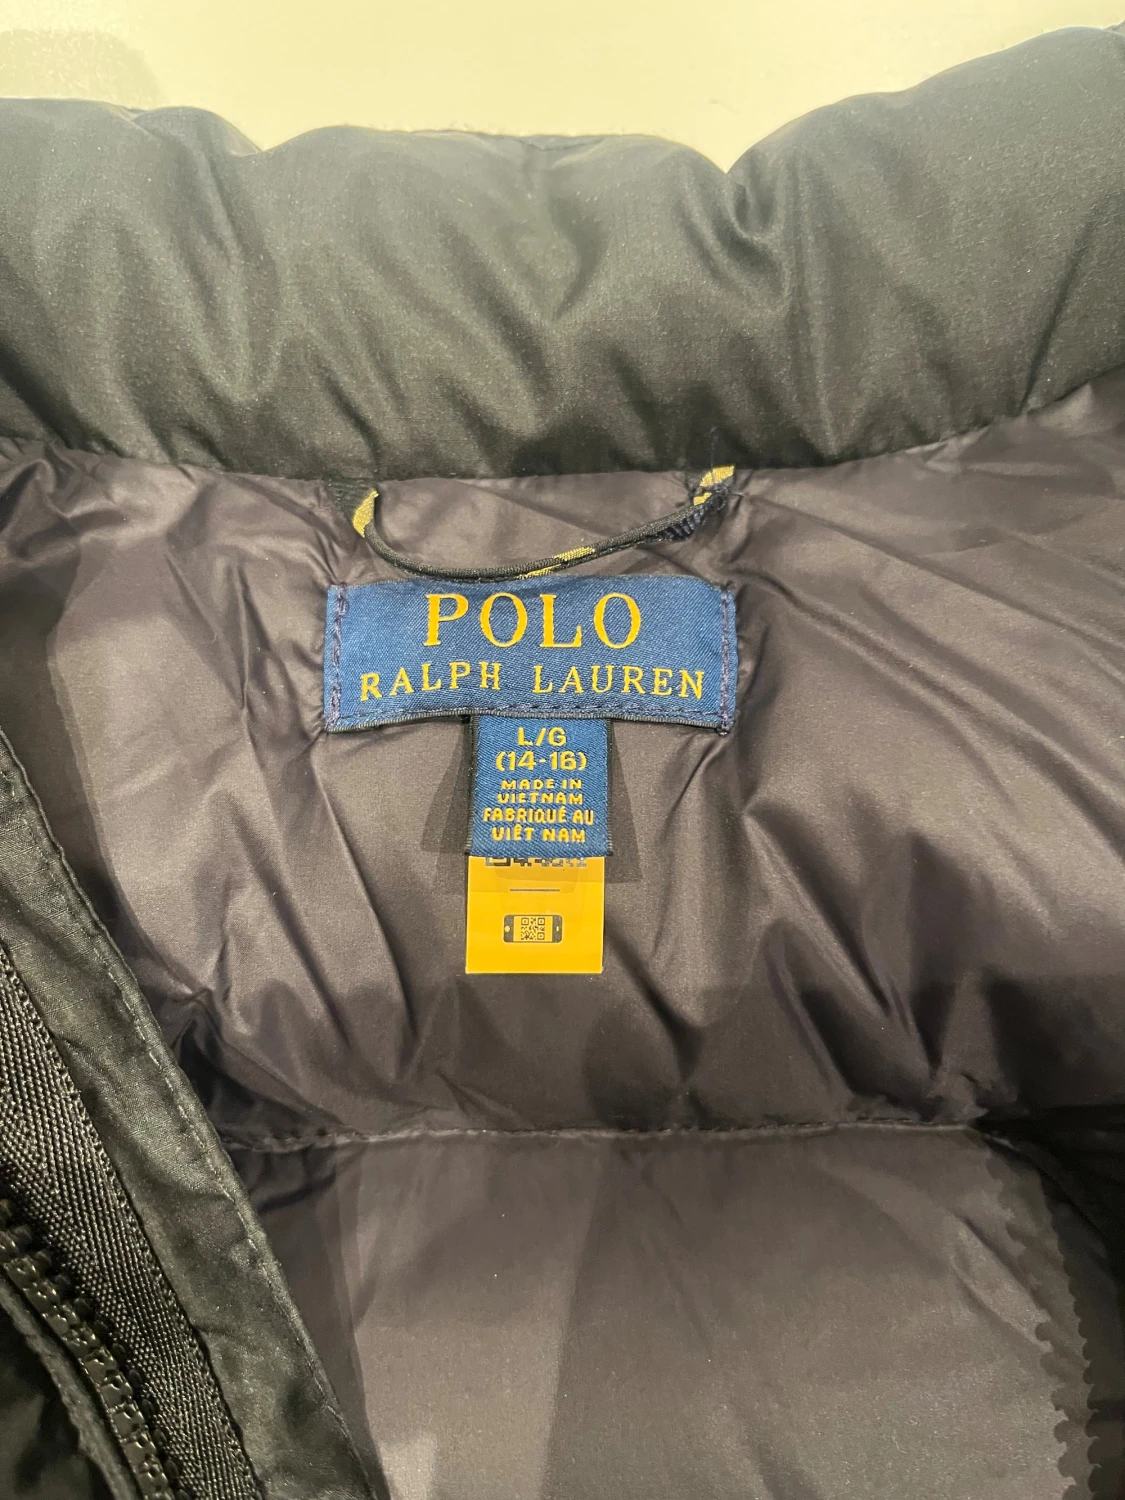 POLO
RALPH LAUREN
L/G
(14-16)
MADE IN
VIETNAM
FABRIQUÉ AU
VIÊT NAM